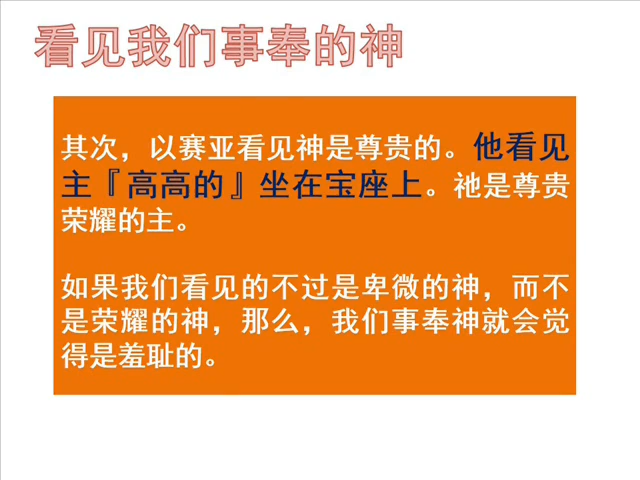 看见我们事奉的神
其次，以赛亚看见神是尊贵的。他看见
主『高高的』坐在宝座上。祂是尊贵
荣耀的主。
如果我们看见的不过是卑微的神，而不
是荣耀的神，那么，我们事奉神就会觉
得是羞耻的。